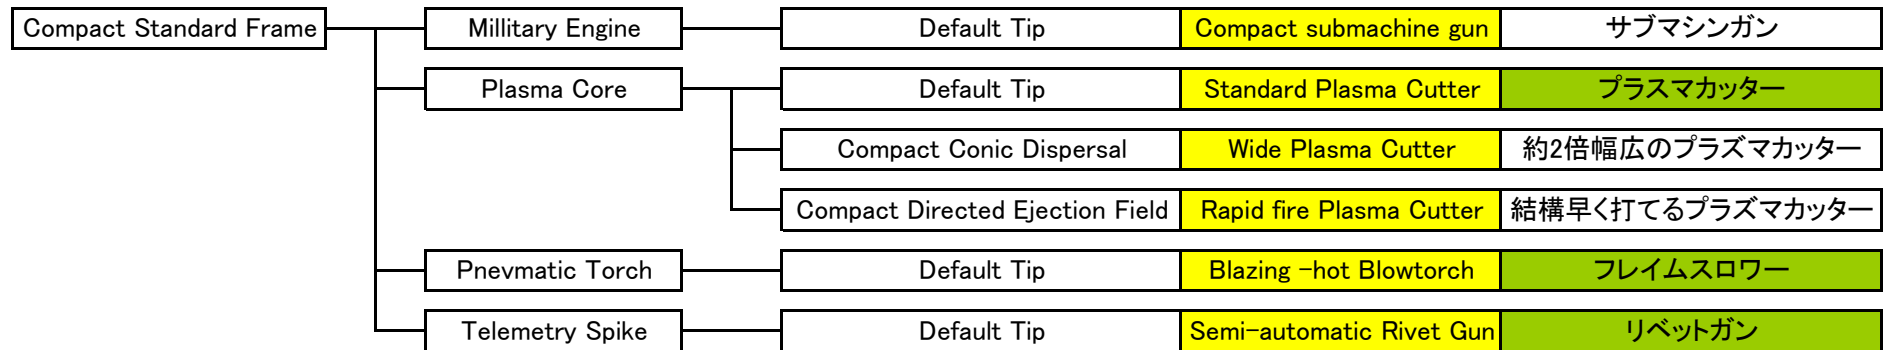 Compact Standard Frame Millitary Engine Default Tip Compact submachine gun サブマシンガン
Plasma Core Default Tip Standard Plasma Cutter プラスマカッター
Compact Conic Dispersal Wide Plasma Cutter 約2倍幅広のプラズマカッター
Compact Directed Ejection Field Rapid fire Plasma Cutter 結構早く打てるプラズマカッター
Pnevmatic Torch Default Tip Blazing -hot Blowtorch フレイムスロワー
Telemetry Spike Default Tip Semi-automatic Rivet Gun リベットガン